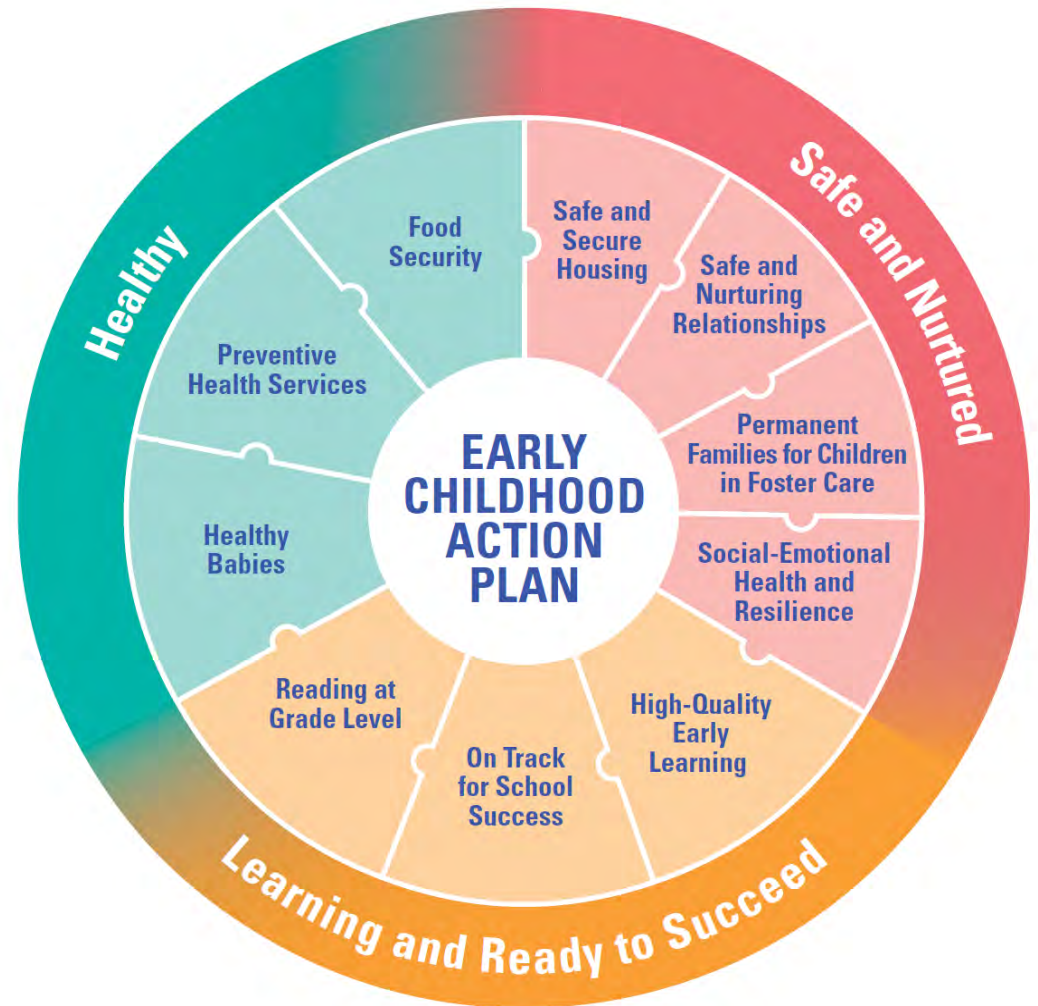 EARLY
CHILDHOOD
ACTION
PLAN
Healthy
Food
Security
Preventive
Health Services
Healthy
Babies
Safe and Nurtured
Safe and
Secure
Housing
Safe and
Nurturing
Relationships
Permanent
Families for Children
in Foster Care
Social-Emotional
Health and
Resilience
Learning and Ready to Succeed
High-Quality
Early
Learning
On Track
for School
Success
Reading at
Grade Level